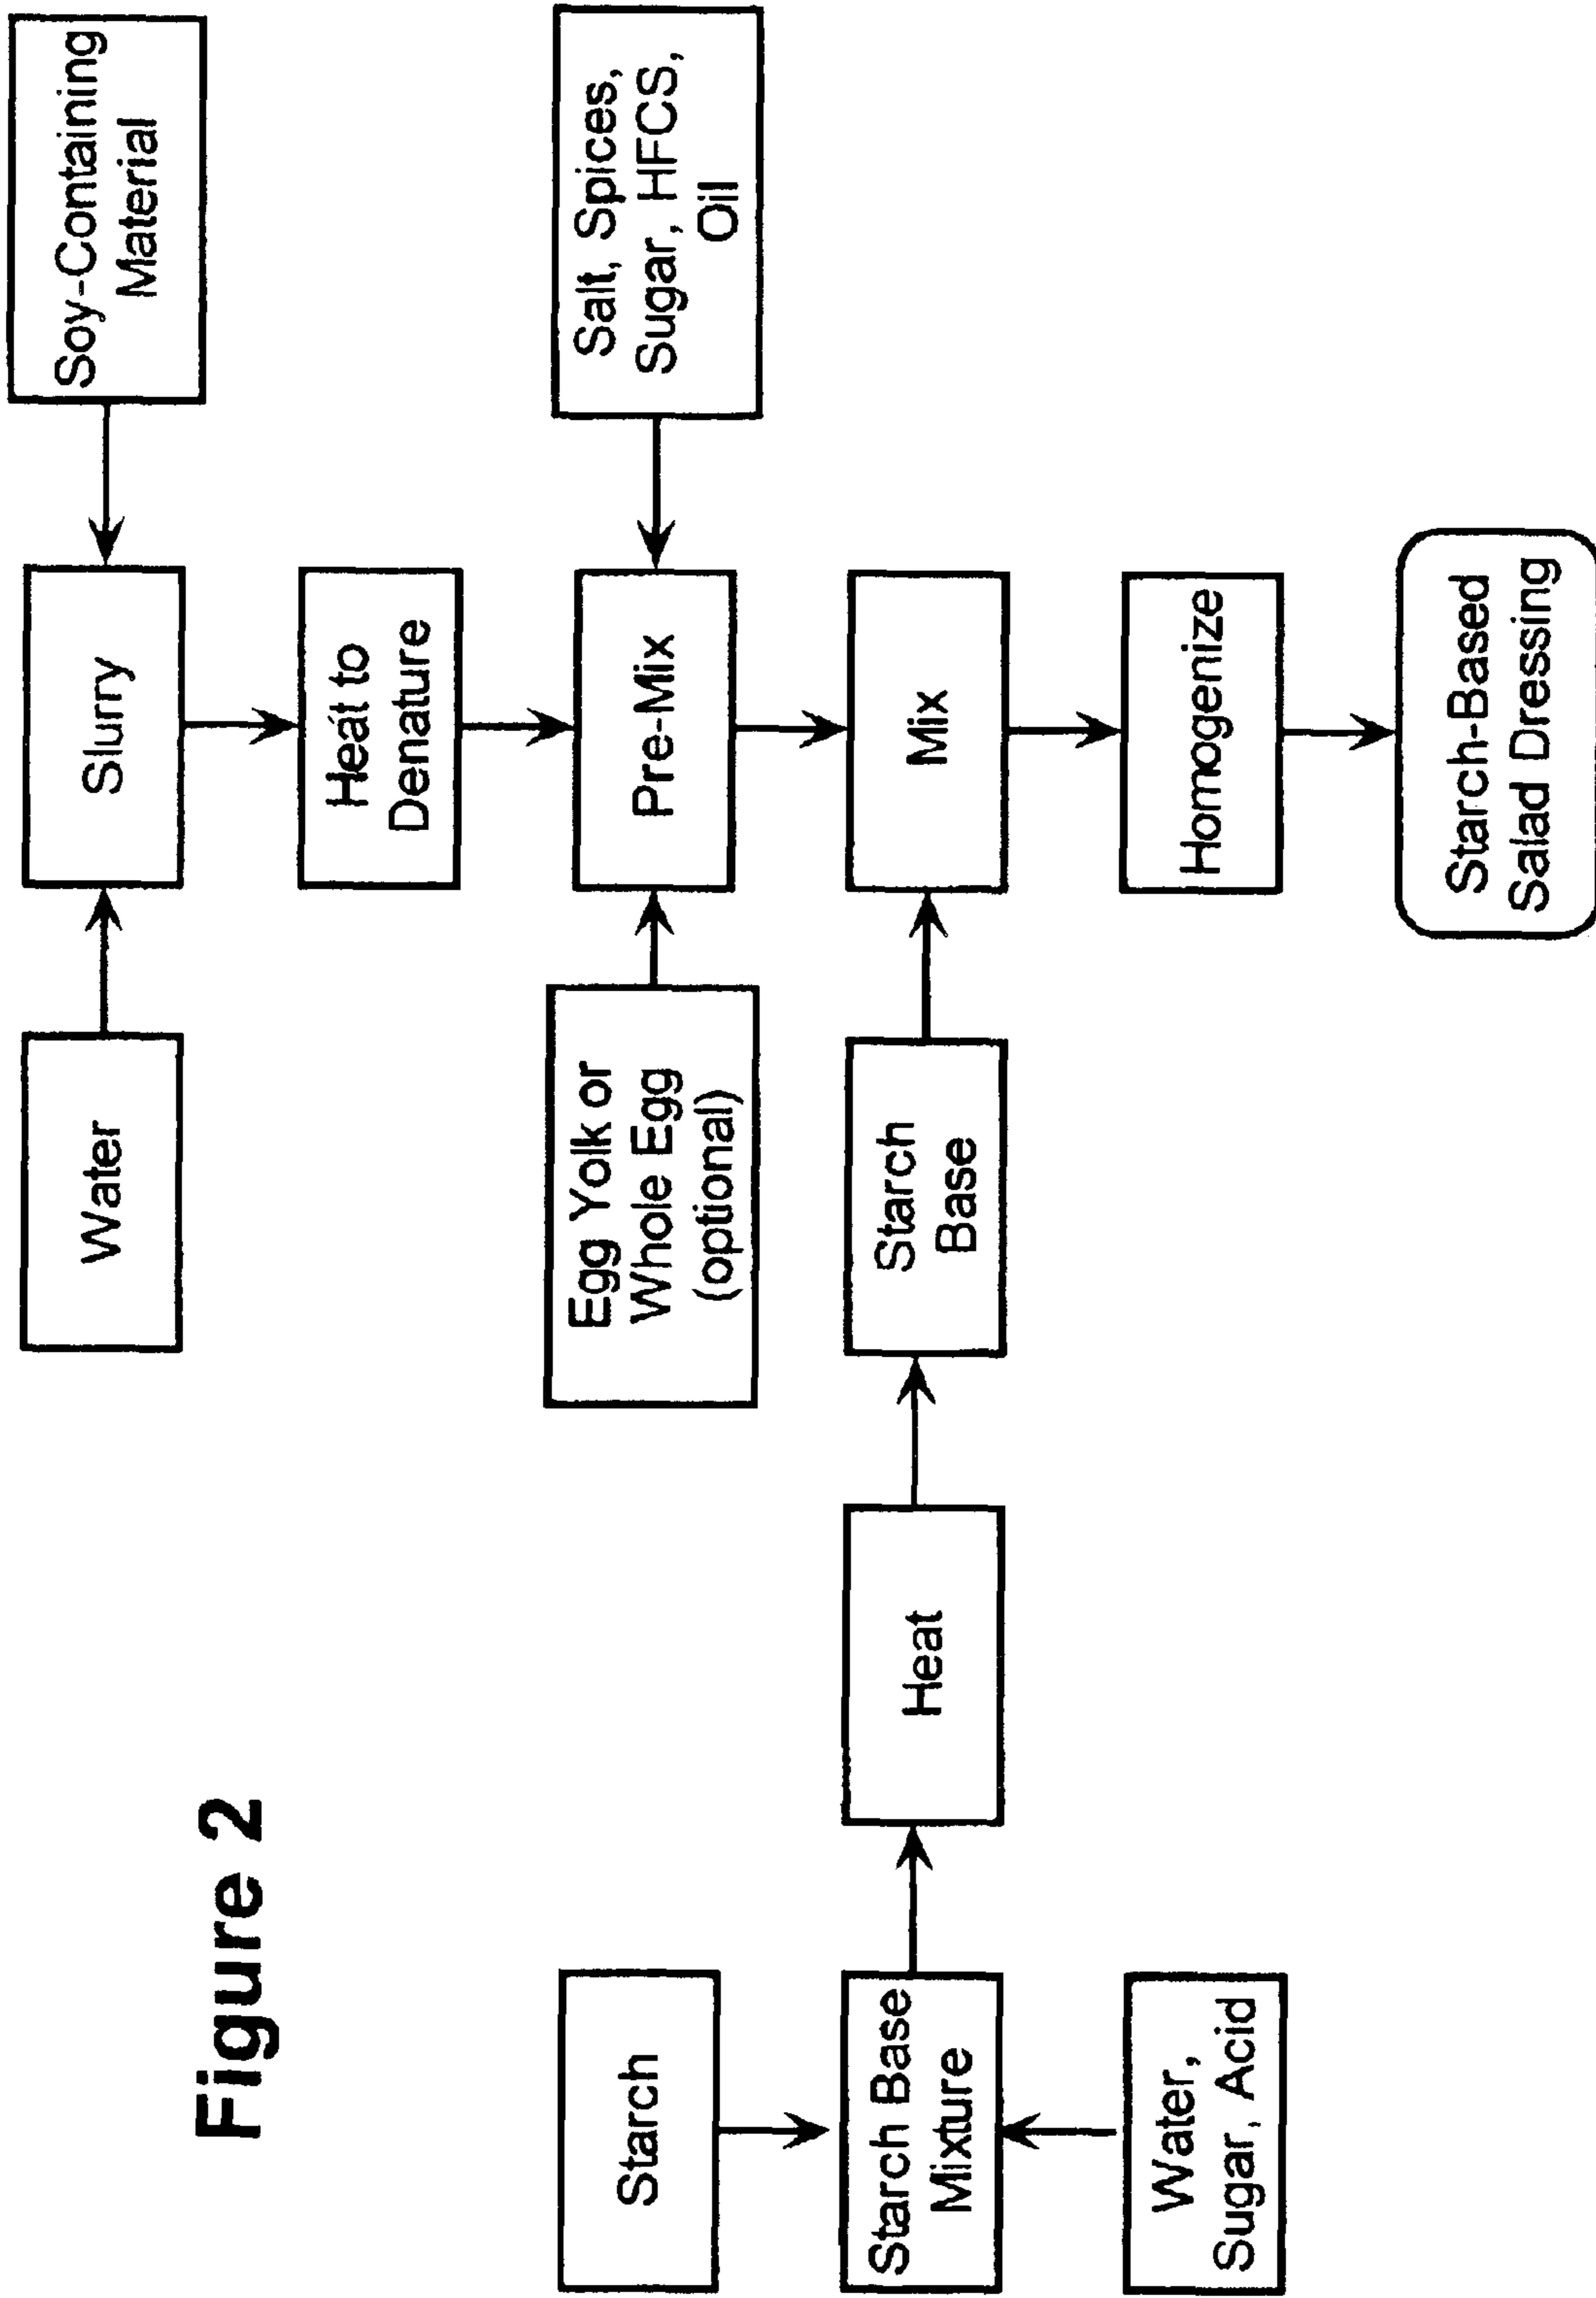 Figure 2
Water
Slurry
Soy-Containing
Material
Heat to
Denature
Starch
Egg Yolk or
Whole Egg
(optional)
Pre-Mix
Salt, Spices,
Sugar, HFCS,
Oil
Starch Base
Mixture
Heat
Starch
Base
Mix
Water,
Sugar, Acid
Homogenize
Starch-Based
Salad Dressing